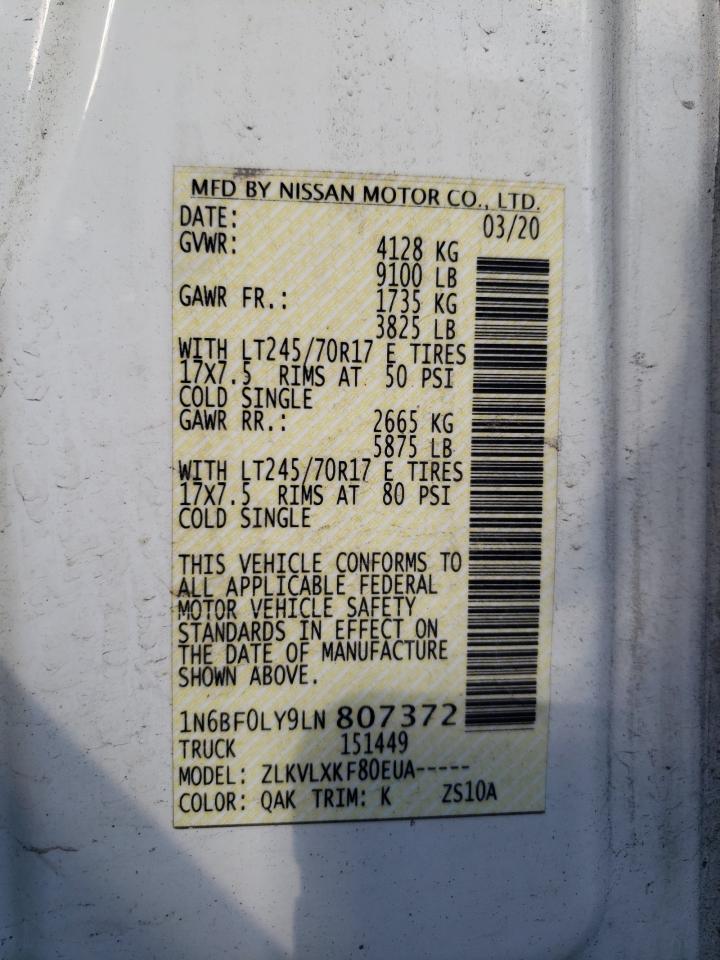 MFD BY NISSAN MOTOR CO., LTD.
DATE: 03/20
GVWR: 4128 KG
9100 LB
GAWR FR.: 1735 KG
3825 LB
WITH LT245/70R17 E TIRES
17X7.5 RIMS AT 50 PSI
COLD SINGLE
GAWR RR.: 2665 KG
5875 LB
WITH LT245/70R17 E TIRES
17X7.5 RIMS AT 80 PSI
COLD SINGLE
THIS VEHICLE CONFORMS TO
ALL APPLICABLE FEDERAL
MOTOR VEHICLE SAFETY
STANDARDS IN EFFECT ON
THE DATE OF MANUFACTURE
SHOWN ABOVE.
1N6BF0LY9LN 807372
TRUCK 151449
MODEL: ZLKVLXKF80EUA-----
COLOR: QAK TRIM: K ZS10A